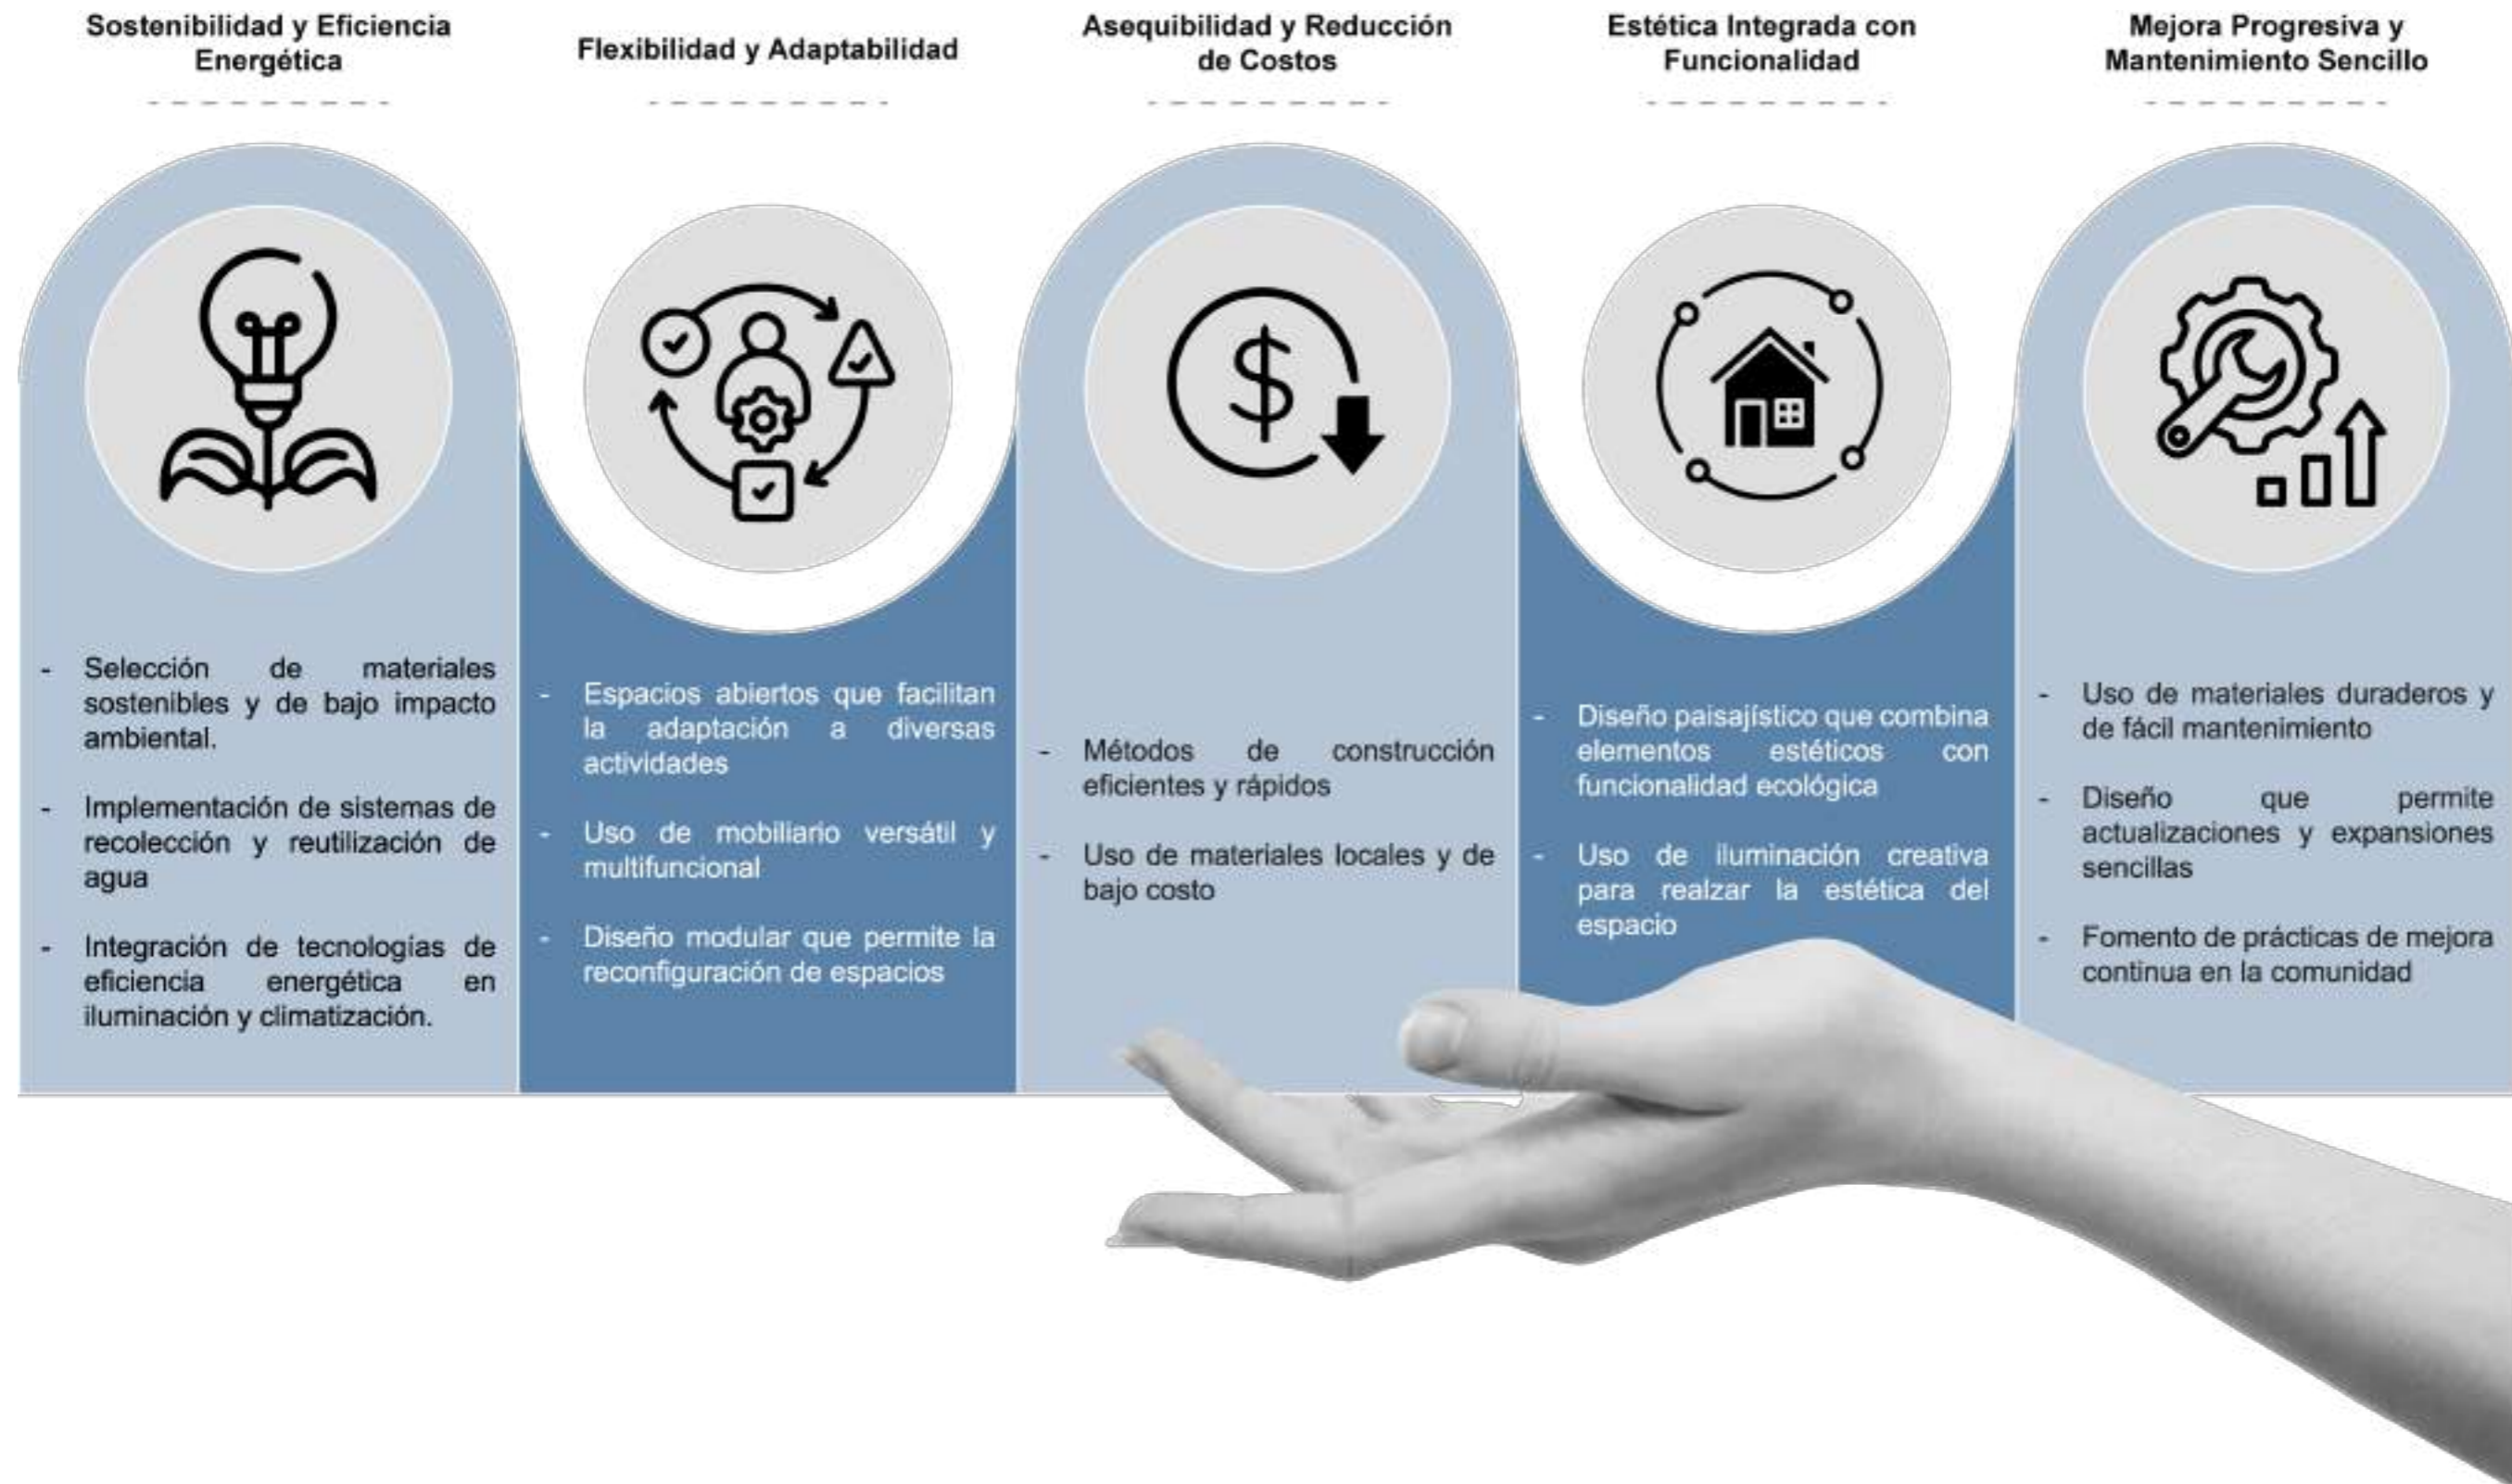 Sostenibilidad y Eficiencia
Energética
Flexibilidad y Adaptabilidad
Asequibilidad y Reducción
de Costos
Estética Integrada con
Funcionalidad
Mejora Progresiva y
Mantenimiento Sencillo
$
- Selección de materiales
sostenibles y de bajo impacto
ambiental.
- Implementación de sistemas de
recolección y reutilización de
agua
- Integración de tecnologías de
eficiencia energética en
iluminación y climatización.
- Espacios abiertos que facilitan
la adaptación a diversas
actividades
- Uso de mobiliario versátil y
multifuncional
- Diseño modular que permite la
reconfiguración de espacios
- Métodos de construcción
eficientes y rápidos
- Uso de materiales locales y de
bajo costo
- Diseño paisajístico que combina
elementos estéticos con
funcionalidad ecológica
- Uso de iluminación creativa
para realzar la estética del
espacio
- Uso de materiales duraderos y
de fácil mantenimiento
- Diseño que permite
actualizaciones y expansiones
sencillas
- Fomento de prácticas de mejora
continua en la comunidad